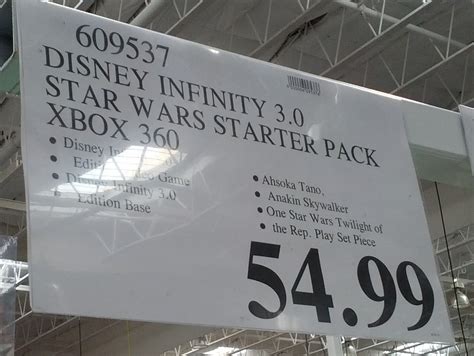 609537
DISNEY INFINITY 3.0
STAR WARS STARTER PACK
XBOX 360
• Disney
Game
Infinity 3.0
Edition Base
• Ahsoka Tano,
• Anakin Skywalker
• One Star Wars Twilight of
• the Rep. Play Set Piece
54.99